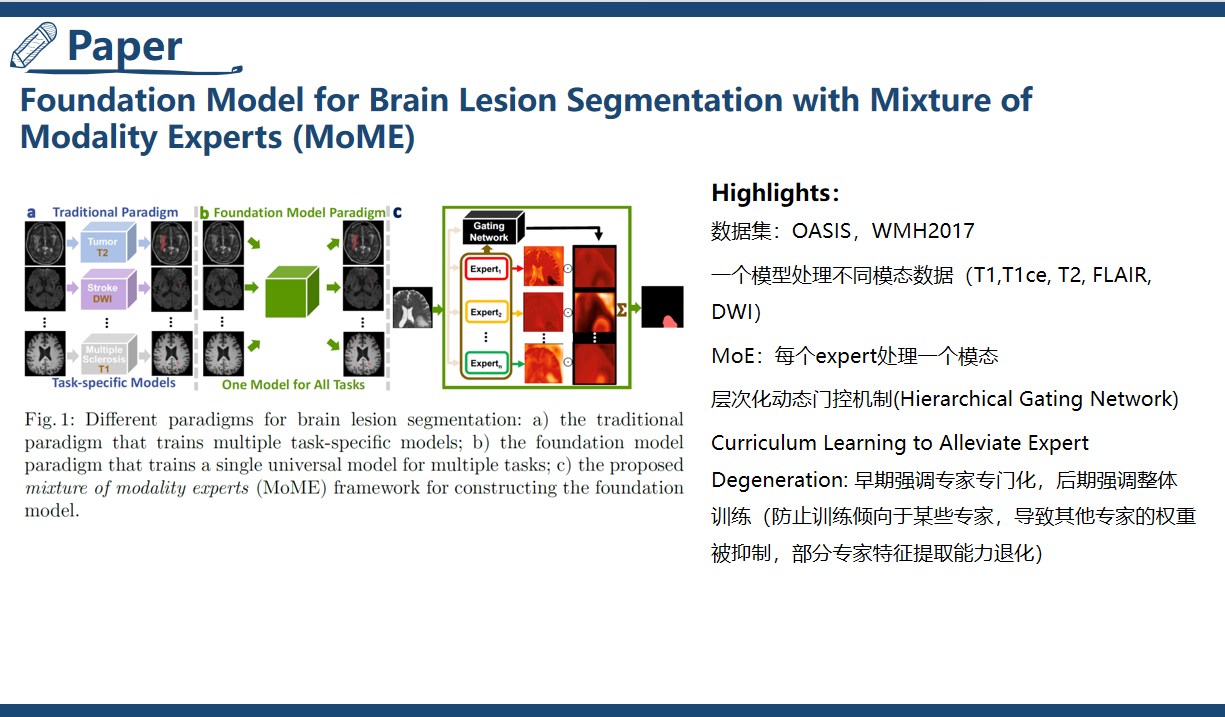 Paper
Foundation Model for Brain Lesion Segmentation with Mixture of
Modality Experts (MoME)
a Traditional Paradigm
Tumor
T2
Stroke
DWI
Multiple
Sclerosis
T1
Task-specific Models
b Foundation Model Paradigm
One Model for All Tasks
c
Gating
Network
Expert1
Expert2
Expertn
Σ
Fig. 1: Different paradigms for brain lesion segmentation: a) the traditional
paradigm that trains multiple task-specific models; b) the foundation model
paradigm that trains a single universal model for multiple tasks; c) the proposed
mixture of modality experts (MoME) framework for constructing the foundation
model.
Highlights:
数据集：OASIS，WMH2017
一个模型处理不同模态数据（T1,T1ce, T2, FLAIR,
DWI）
MoE：每个expert处理一个模态
层次化动态门控机制(Hierarchical Gating Network)
Curriculum Learning to Alleviate Expert
Degeneration: 早期强调专家专门化，后期强调整体
训练（防止训练倾向于某些专家，导致其他专家的权重
被抑制，部分专家特征提取能力退化）